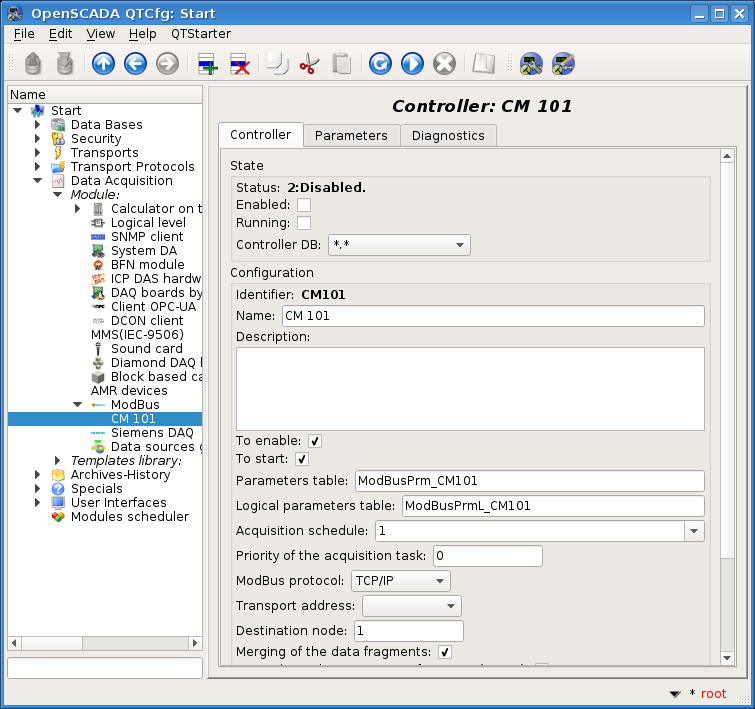 OpenSCADA QTCfg: Start
File Edit View Help QTStarter
Name
Start
Data Bases
Security
Transports
Transport Protocols
Data Acquisition
Module:
Calculator on t
Logical level
SNMP client
System DA
BFN module
ICP DAS hardw
DAQ boards by
Client OPC-UA
DCON client
MMS(IEC-9506)
Sound card
Diamond DAQ
Block based ca
AMR devices
ModBus
CM 101
Siemens DAQ
Data sources
Templates library:
Archives-History
Specials
User Interfaces
Modules scheduler
Controller: CM 101
Controller Parameters Diagnostics
State
Status: 2:Disabled.
Enabled:
Running:
Controller DB: *.*
Configuration
Identifier: CM101
Name: CM 101
Description:
To enable:
To start:
Parameters table: ModBusPrm_CM101
Logical parameters table: ModBusPrmL_CM101
Acquisition schedule: 1
Priority of the acquisition task: 0
ModBus protocol: TCP/IP
Transport address:
Destination node: 1
Merging of the data fragments:
* root